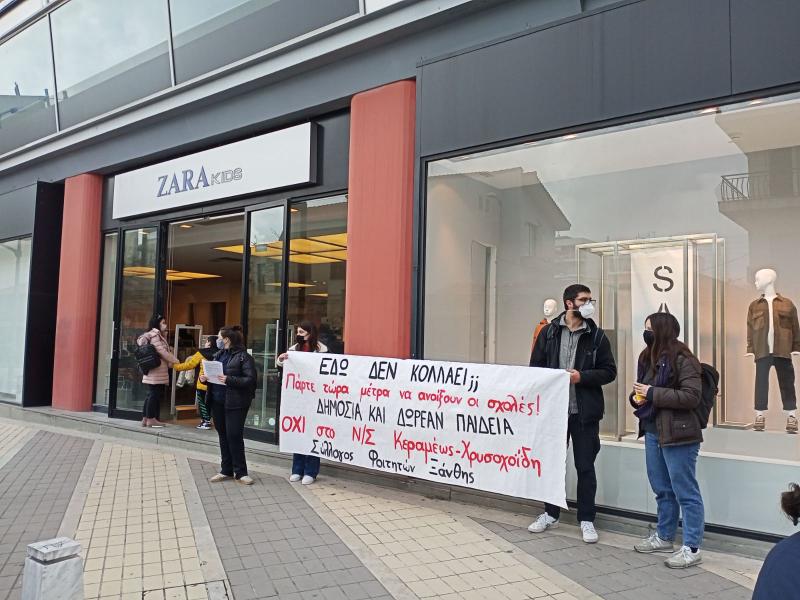 ZARA KIDS
S
A
ΕΔΩ ΔΕΝ ΚΟΛΛΑΕΙ;;
Πάρτε τώρα μέτρα να ανοίξουν οι σχολές!
ΔΗΜΟΣΙΑ ΚΑΙ ΔΩΡΕΑΝ ΠΑΙΔΕΙΑ
ΟΧΙ στο Ν/Σ Κεραμέως-Χρυσοχοΐδη
Σύλλογος Φοιτητών Ξάνθης